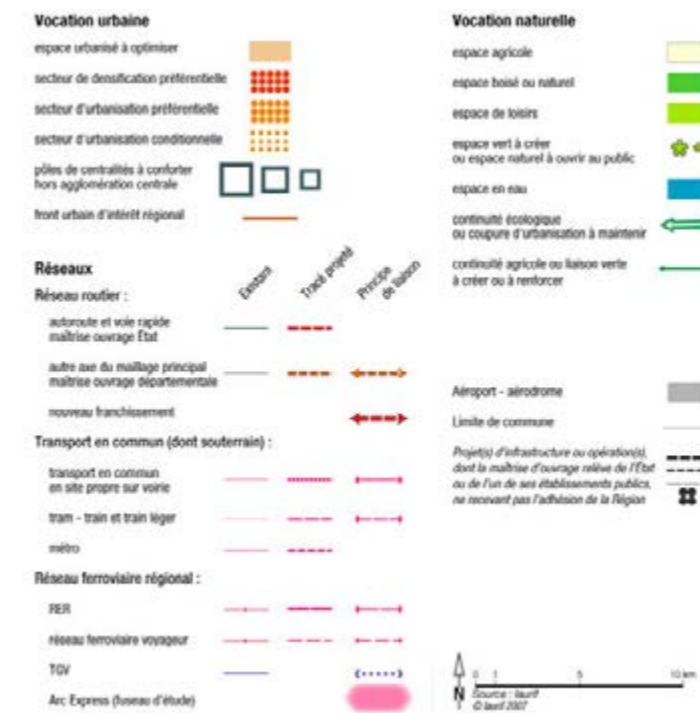 Vocation urbaine
espace urbanisé à optimiser
secteur de densification préférentielle
secteur d'urbanisation préférentielle
secteur d'urbanisation conditionnelle
pôles de centralités à conforter
hors agglomération centrale
front urbain d'intérêt régional
Réseaux
Existant
Tracé projeté
Principe
de liaison
Réseau routier :
autoroute et voie rapide
maîtrise ouvrage État
autre axe du maillage principal
maîtrise ouvrage départementale
nouveau franchissement
Transport en commun (dont souterrain) :
transport en commun
en site propre sur voirie
tram - train et train léger
métro
Réseau ferroviaire régional :
RER
réseau ferroviaire voyageur
TGV
Arc Express (fuseau d'étude)
Vocation naturelle
espace agricole
espace boisé ou naturel
espace de loisirs
espace vert à créer
ou espace naturel à ouvrir au public
espace en eau
continuité écologique
ou coupure d'urbanisation à maintenir
continuité agricole ou liaison verte
à créer ou à renforcer
Aéroport - aérodrome
Limite de commune
Projet(s) d'infrastructure ou opération(s),
dont la maîtrise d'ouvrage relève de l'État
ou de l'un de ses établissements publics,
ne recevant pas l'adhésion de la Région
0 1 5 10 km
N
Source : Iaurif
© Iaurif 2007